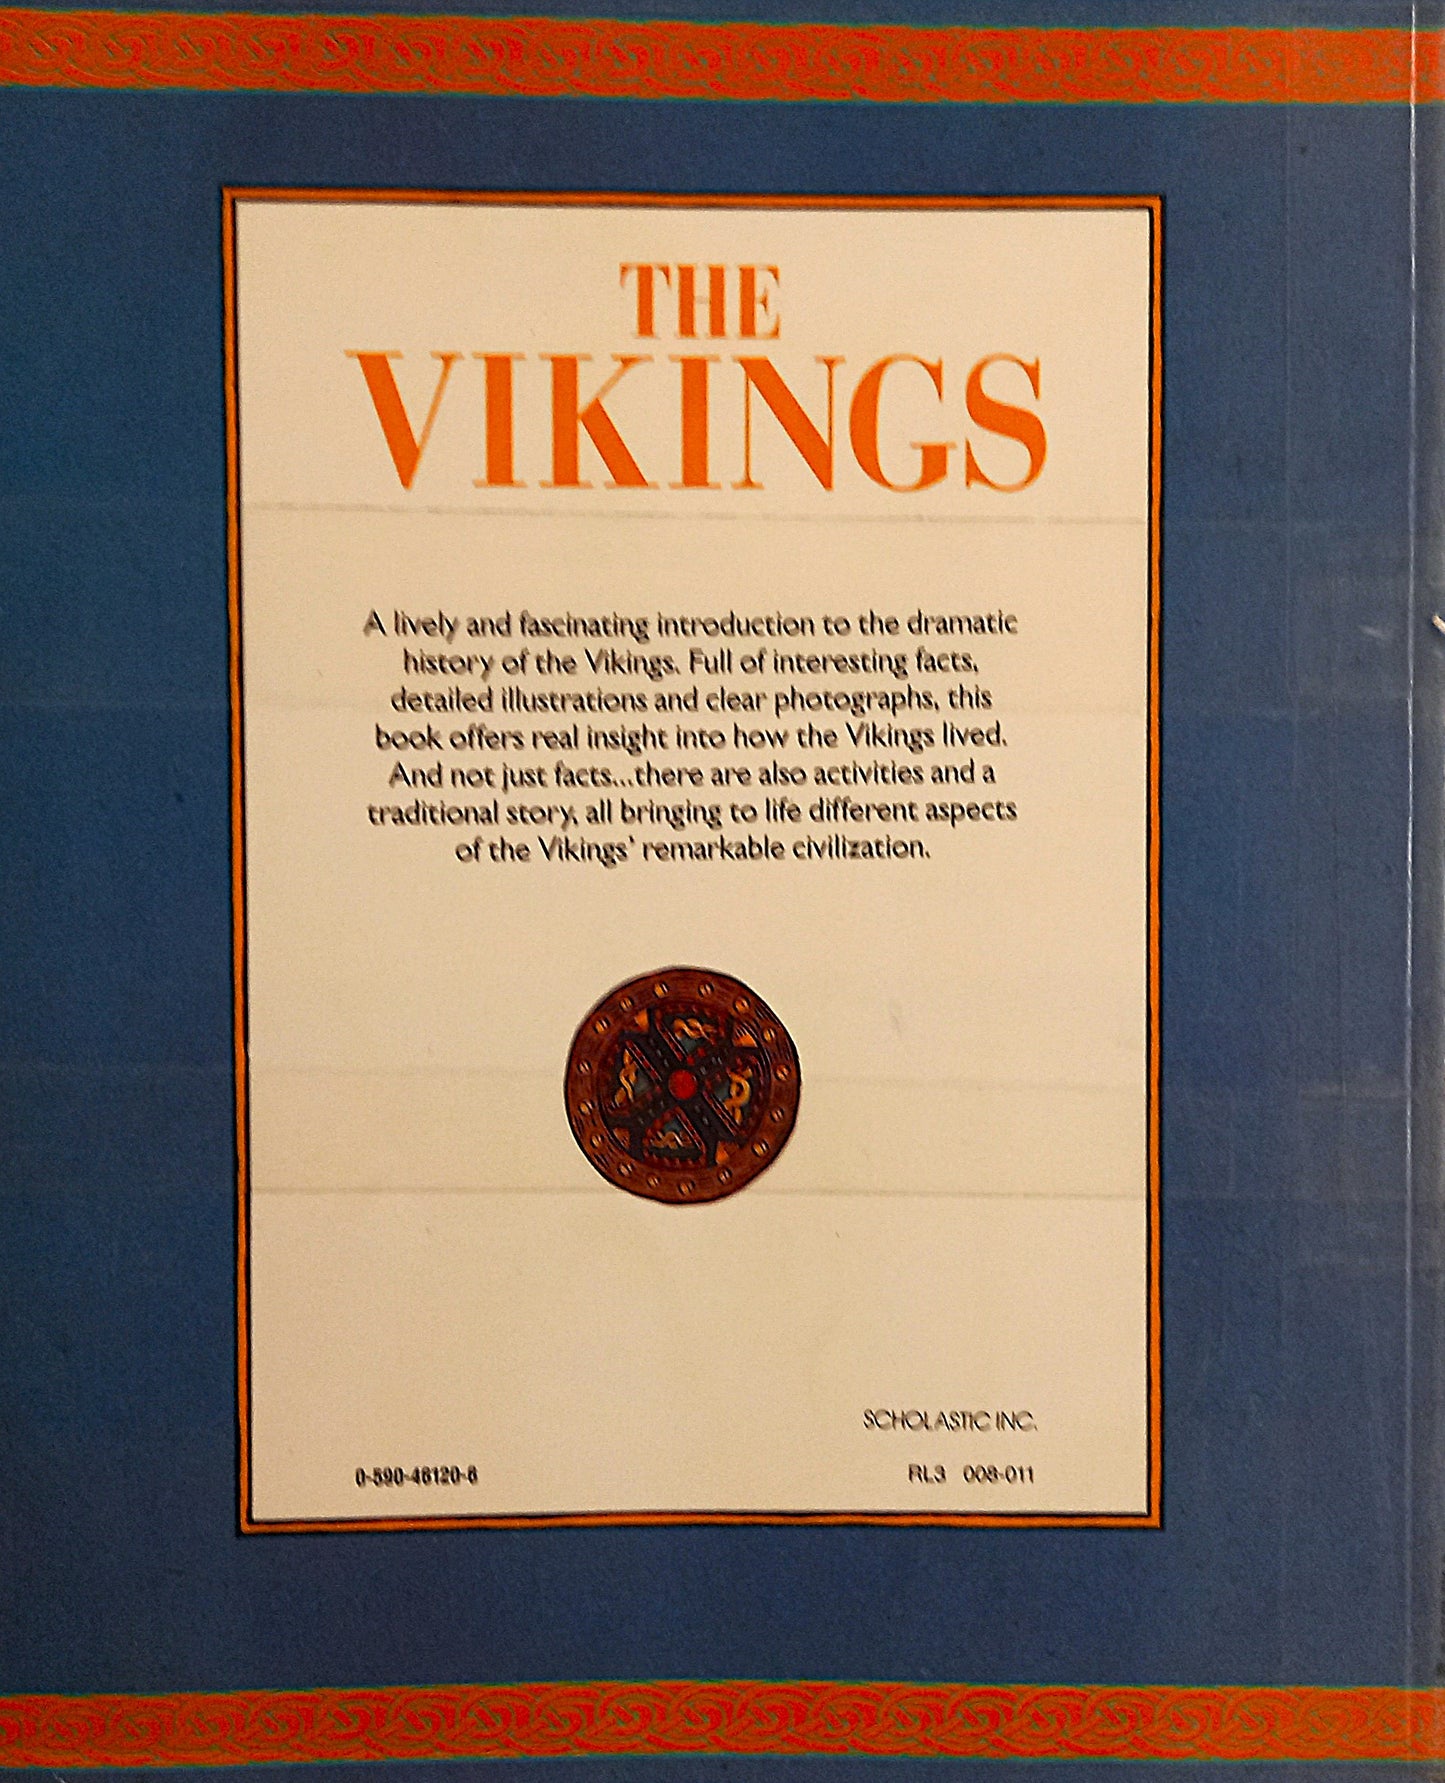 THE
VIKINGS
A lively and fascinating introduction to the dramatic
history of the Vikings. Full of interesting facts,
detailed illustrations and clear photographs, this
book offers real insight into how the Vikings lived.
And not just facts...there are also activities and a
traditional story, all bringing to life different aspects
of the Vikings' remarkable civilization.
SCHOLASTIC INC.
0-590-46120-6 RL3 008-011